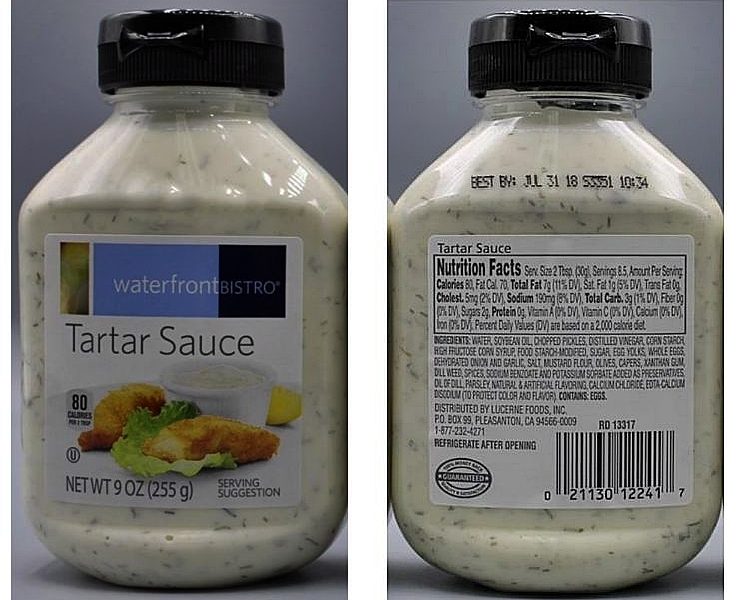 waterfrontBISTRO®
Tartar Sauce
80
CALORIES
PER 2 TBSP
U
NET WT 9 OZ (255 g)
SERVING
SUGGESTION
BEST BY: JUL 31 18 S3351 10:34
Tartar Sauce
Nutrition Facts Serv. Size 2 Tbsp. (30g), Servings 8.5, Amount Per Serving:
Calories 80, Fat Cal. 70, Total Fat 7g (11% DV), Sat. Fat 1g (5% DV), Trans Fat 0g,
Cholest. 5mg (2% DV), Sodium 190mg (8% DV), Total Carb. 3g (1% DV), Fiber 0g
(0% DV), Sugars 2g, Protein 0g, Vitamin A (0% DV), Vitamin C (0% DV), Calcium (0% DV),
Iron (0% DV). Percent Daily Values (DV) are based on a 2,000 calorie diet.
INGREDIENTS: WATER, SOYBEAN OIL, CHOPPED PICKLES, DISTILLED VINEGAR, CORN STARCH,
HIGH FRUCTOSE CORN SYRUP, FOOD STARCH-MODIFIED, SUGAR, EGG YOLKS, WHOLE EGGS,
DEHYDRATED ONION AND GARLIC, SALT, MUSTARD FLOUR, OLIVES, CAPERS, XANTHAN GUM,
DILL WEED, SPICES, SODIUM BENZOATE AND POTASSIUM SORBATE ADDED AS PRESERVATIVES,
OIL OF DILL, PARSLEY, NATURAL & ARTIFICIAL FLAVORING, CALCIUM CHLORIDE, EDTA-CALCIUM
DISODIUM (TO PROTECT COLOR AND FLAVOR). CONTAINS: EGGS.
DISTRIBUTED BY LUCERNE FOODS, INC.
P.O. BOX 99, PLEASANTON, CA 94566-0009
1-877-232-4271
RD 13317
REFRIGERATE AFTER OPENING
GUARANTEED
0 21130 12241 7